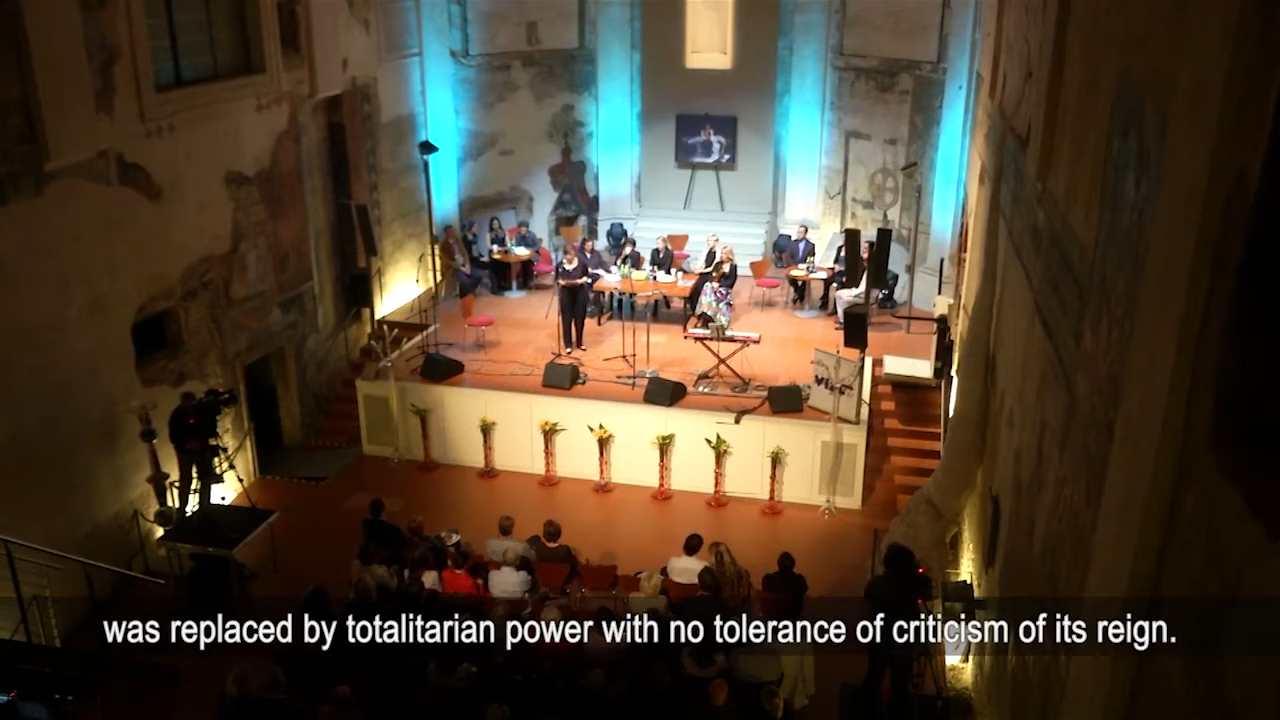 was replaced by totalitarian power with no tolerance of criticism of its reign.